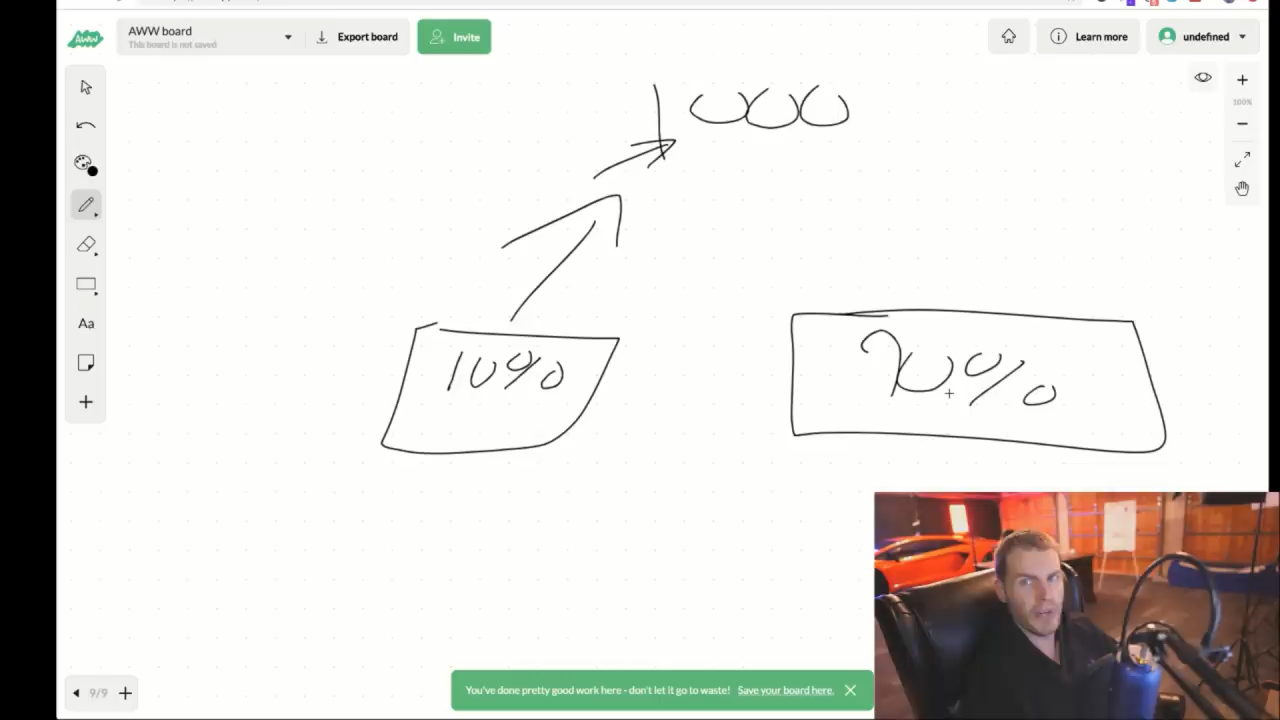 AWW board
This board is not saved
Export board
Invite
Learn more
undefined
AWW
1000
100%
Aa
10%
90%
9/9
You've done pretty good work here - don't let it go to waste! Save your board here.